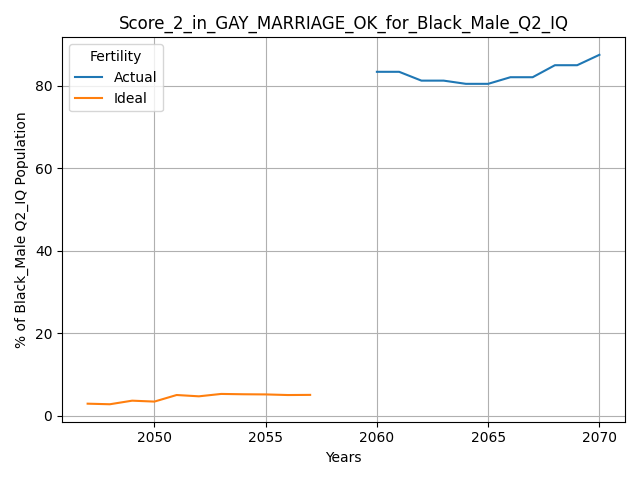 Score_2_in_GAY_MARRIAGE_OK_for_Black_Male_Q2_IQ
Fertility
Actual
Ideal
% of Black_Male Q2_IQ Population
80
60
40
20
0
2050 2055 2060 2065 2070
Years